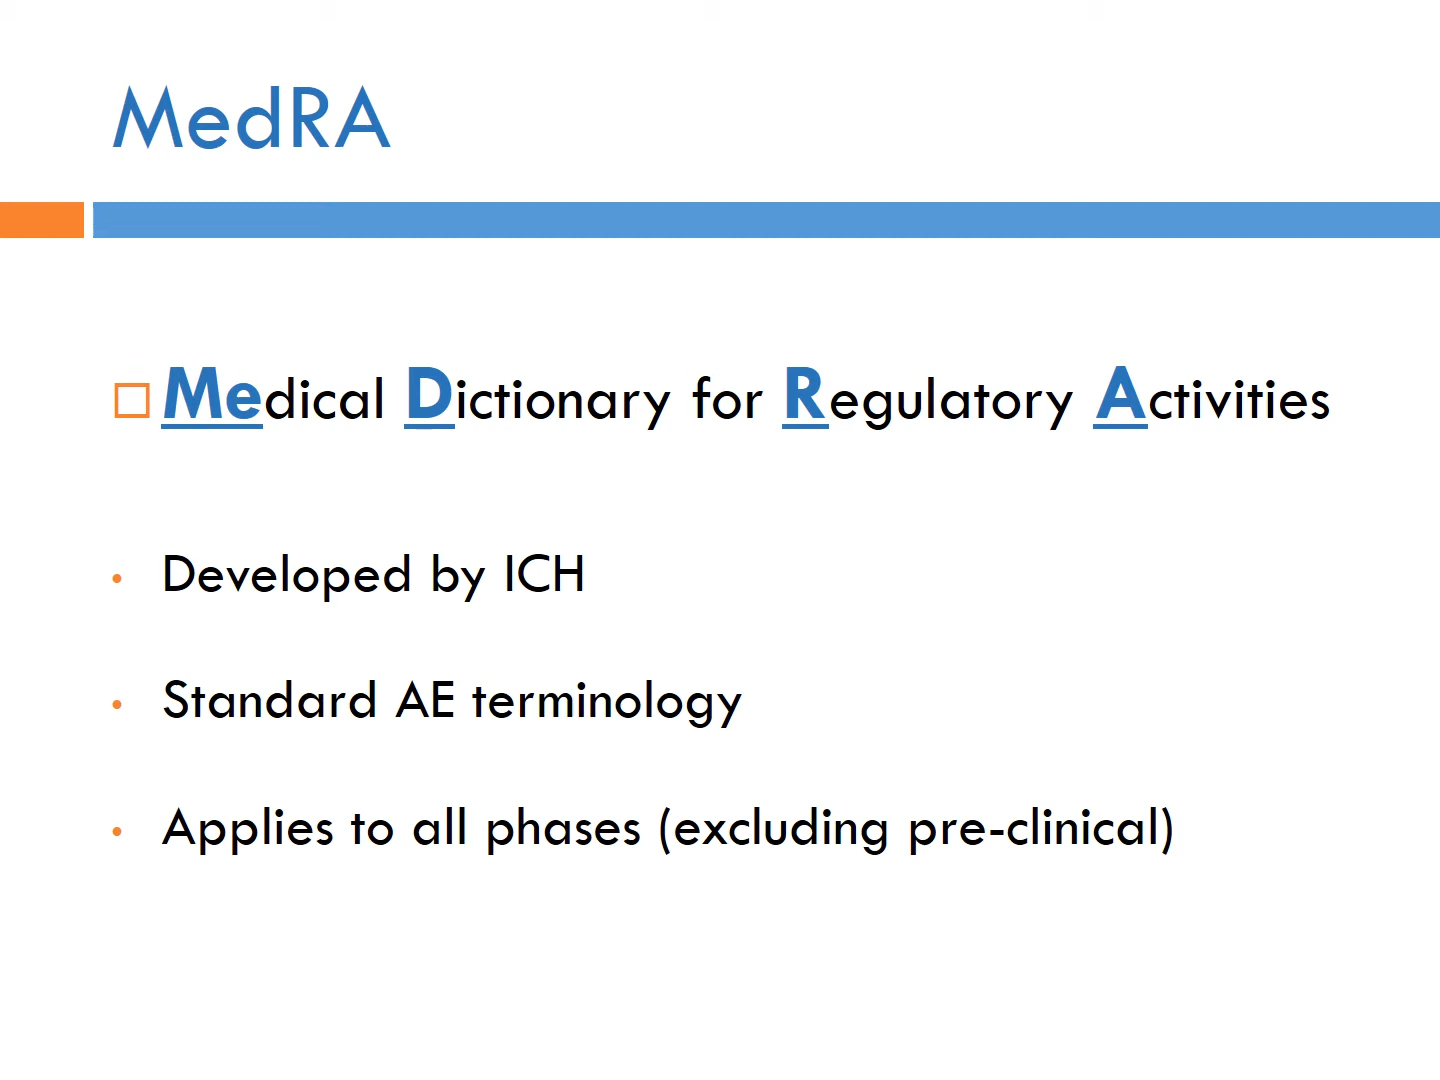 MedRA
Medical Dictionary for Regulatory Activities
• Developed by ICH
• Standard AE terminology
• Applies to all phases (excluding pre-clinical)